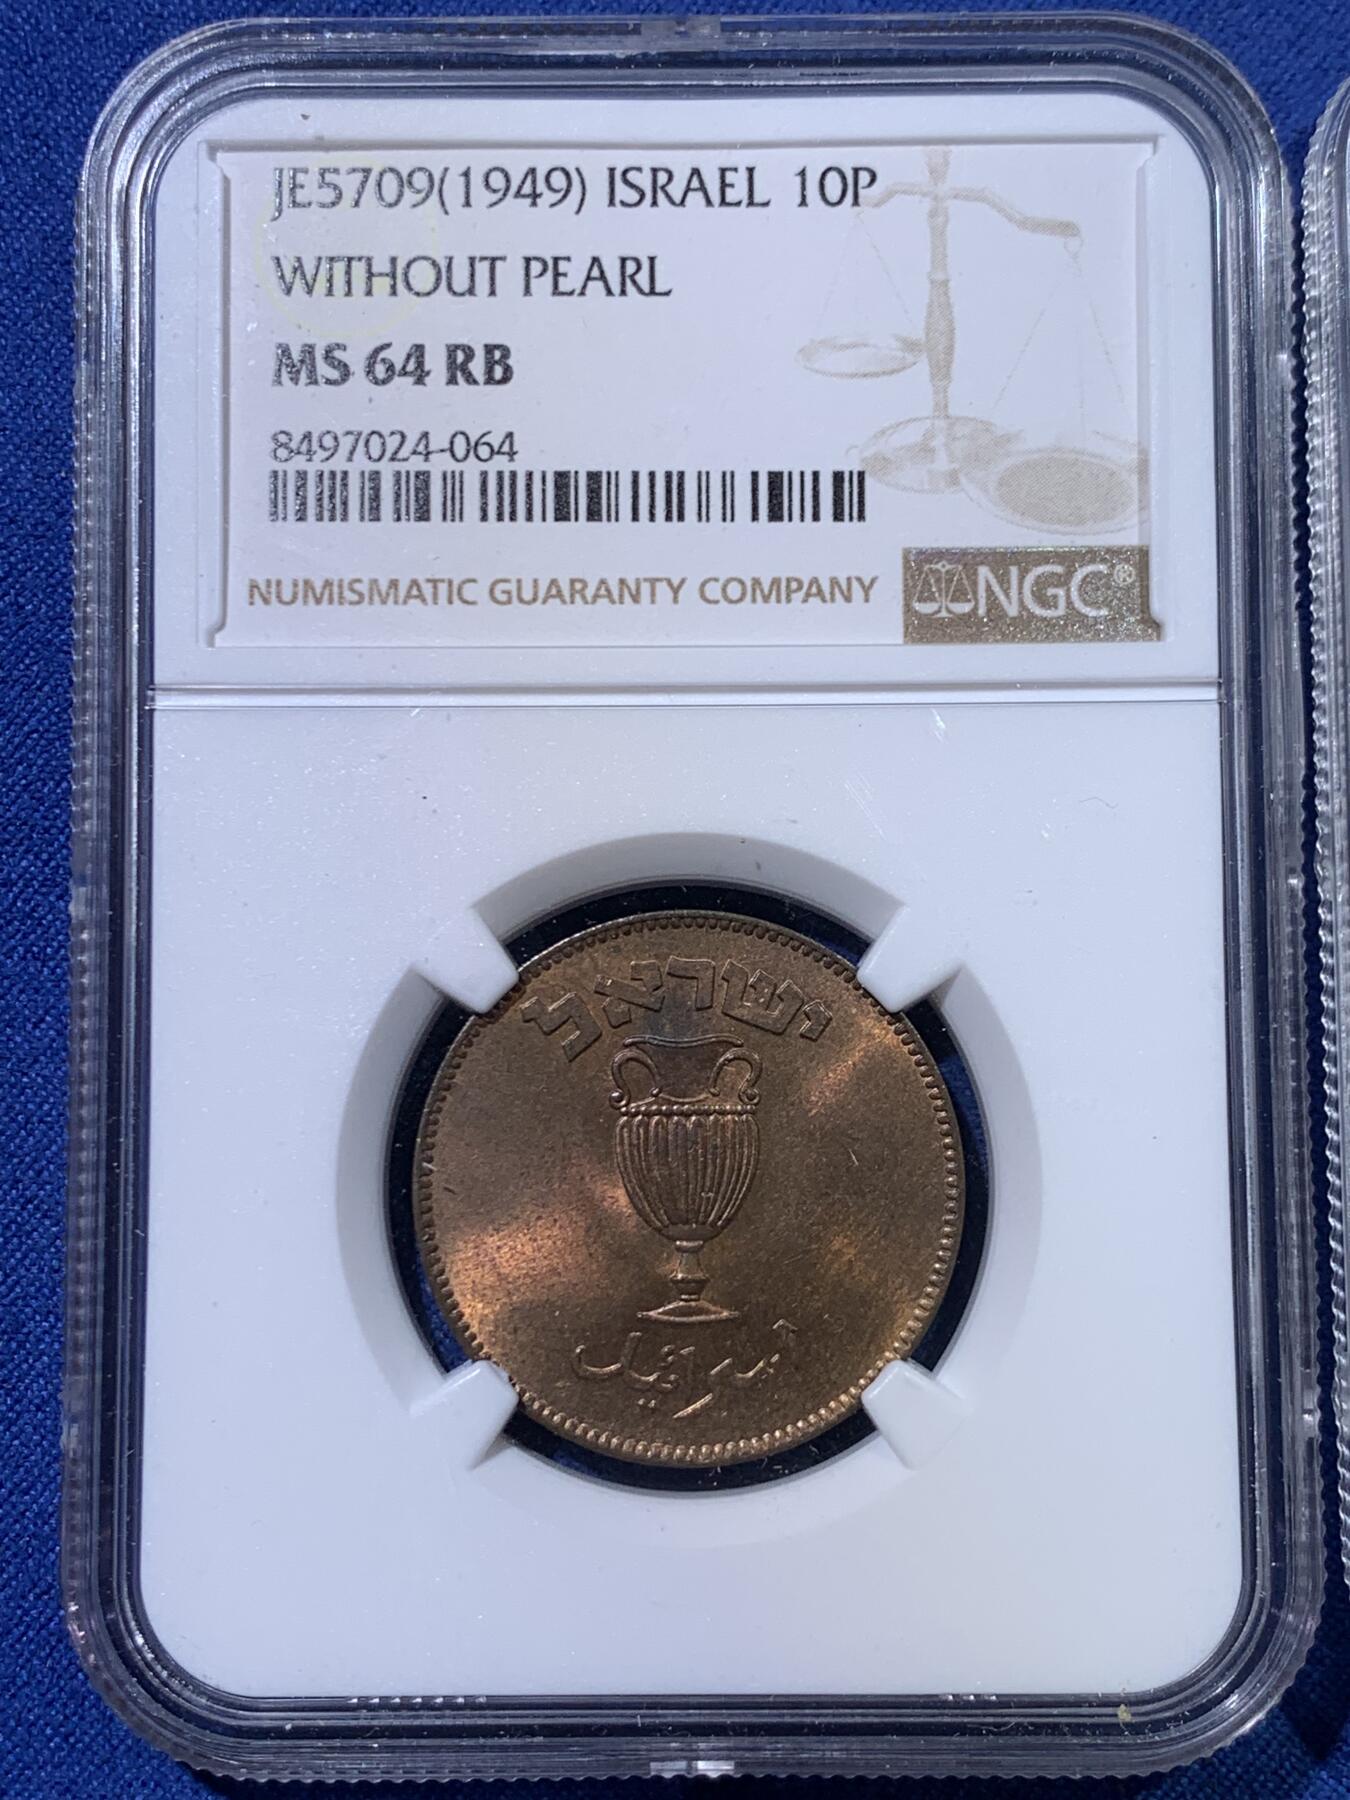 JE5709(1949) ISRAEL 10P
WITHOUT PEARL
MS 64 RB
8497024-064
NUMISMATIC GUARANTY COMPANY
NGC®
ישראל
اسرائيل